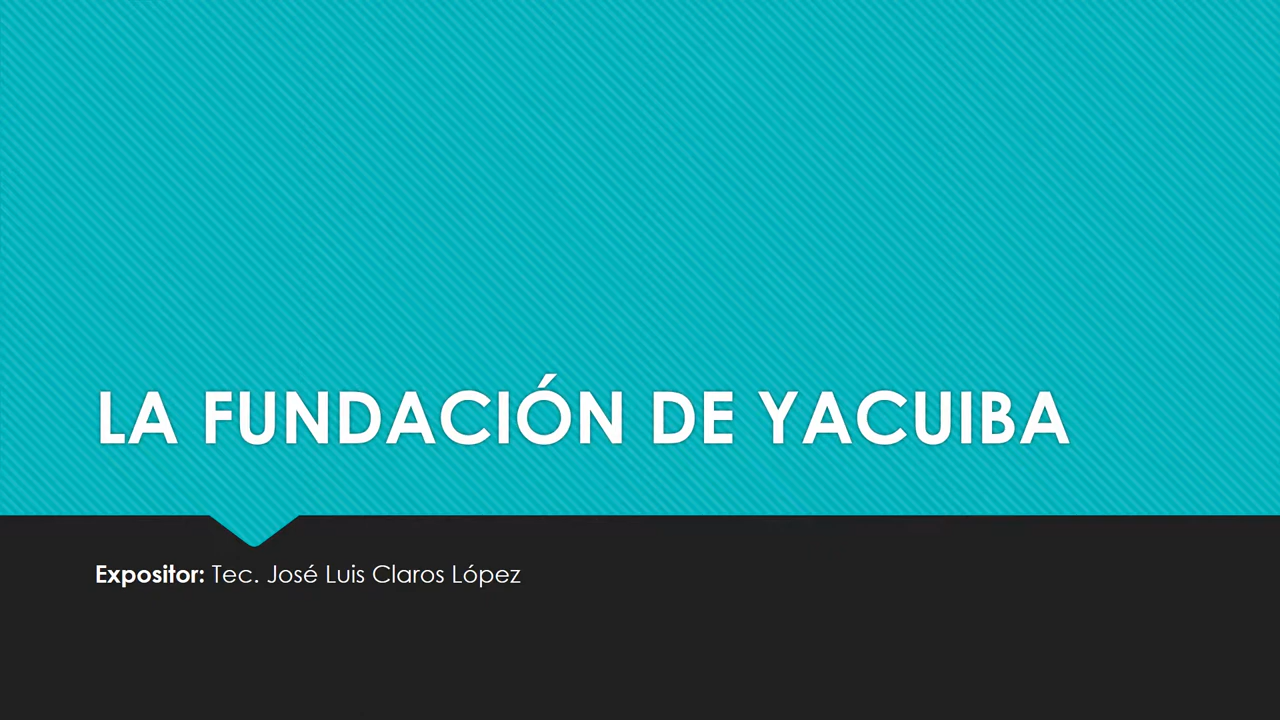 LA FUNDACIÓN DE YACUIBA
Expositor: Tec. José Luis Claros López